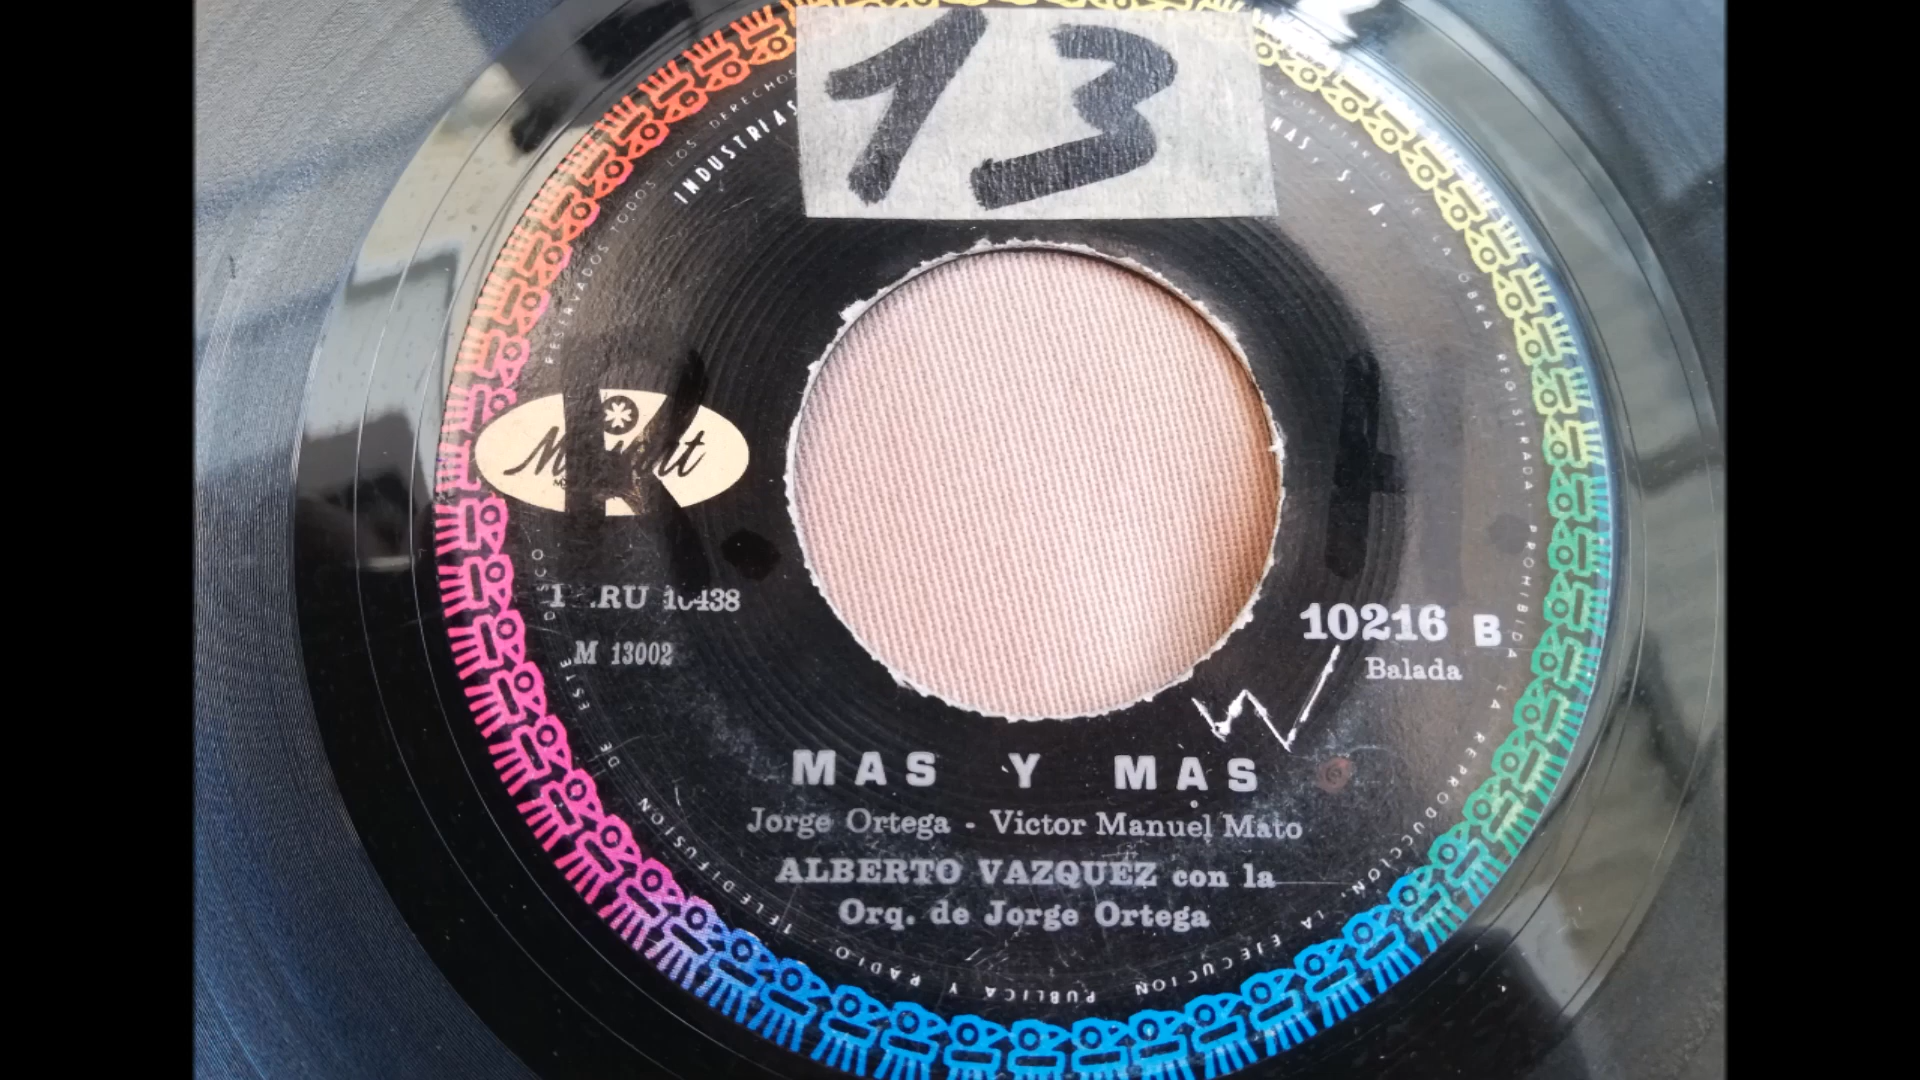 13
INDUSTRIAS
NAS, S. A.
RESERVADOS TODOS LOS DERECHOS
DE LA OBRA REGISTRADA PROHIBIDA LA REPRODUCCION, LA EJECUCION PUBLICA Y RADIO - TELEDIFUSION DE ESTE DISCO
10438
M 13002
10216 B
Balada
MAS Y MAS
Jorge Ortega - Victor Manuel Mato
ALBERTO VAZQUEZ con la
Orq. de Jorge Ortega